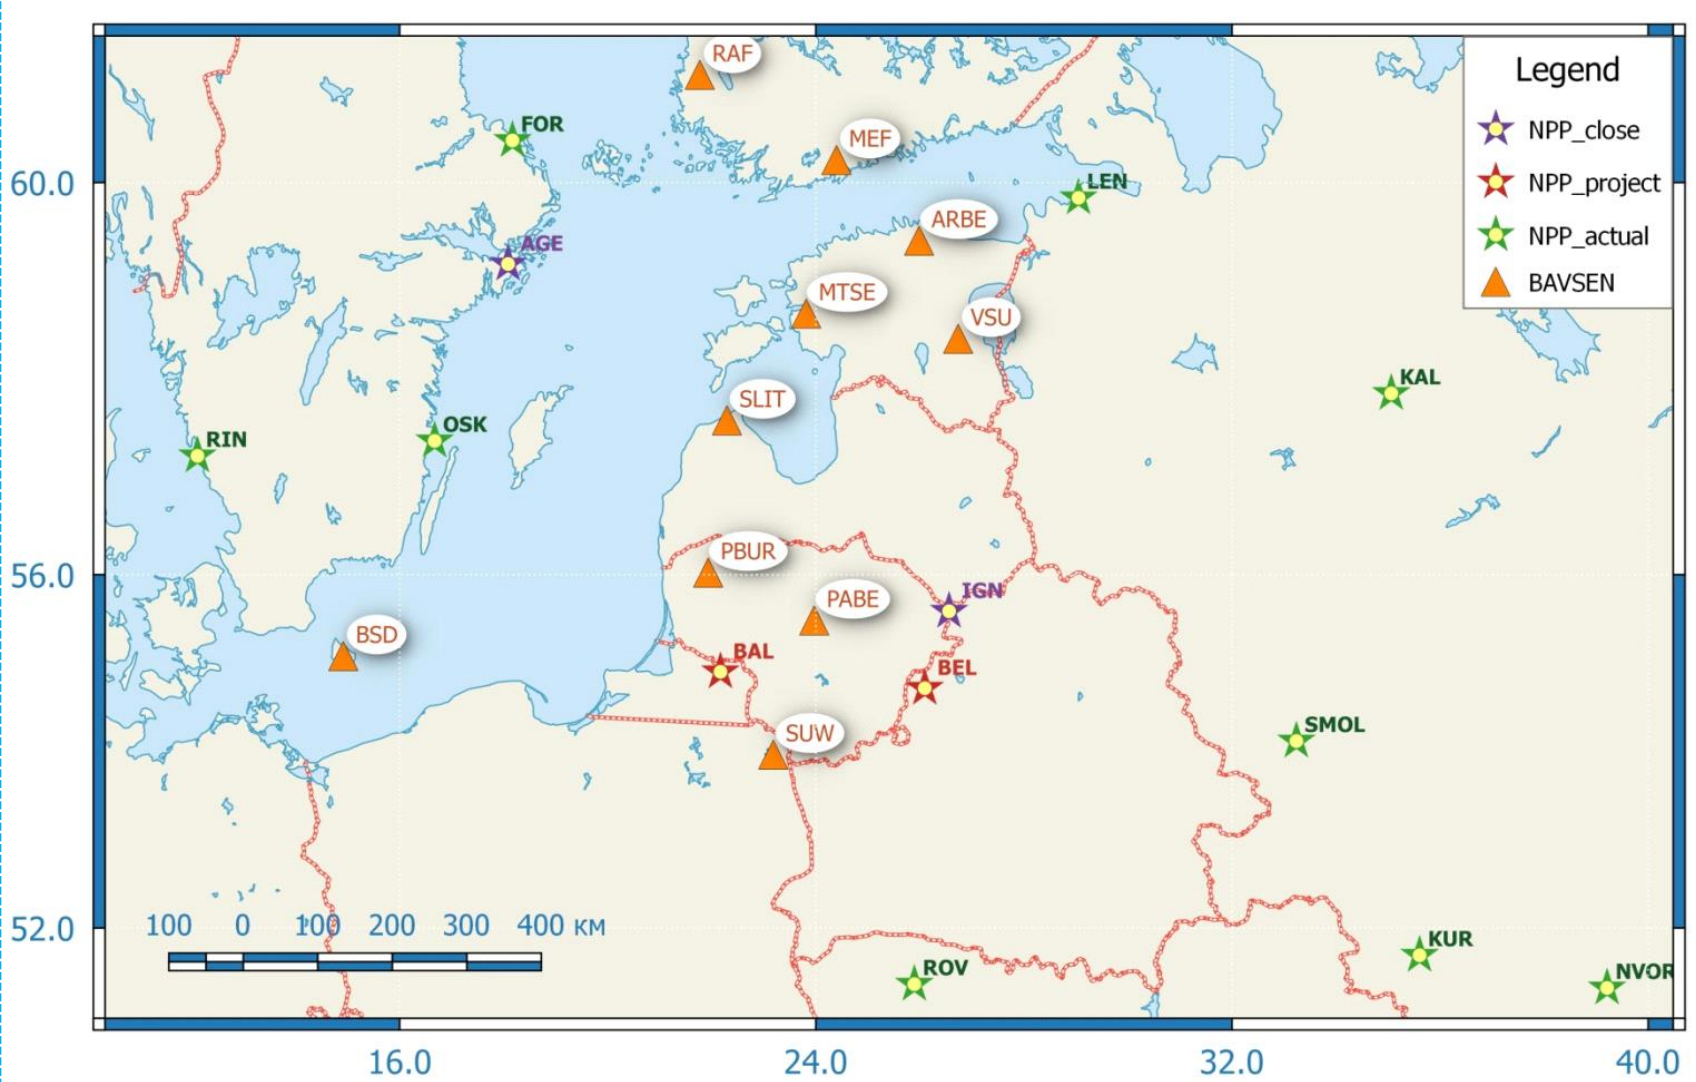 RAF
Legend
NPP_close
NPP_project
NPP_actual
BAVSEN
FOR
MEF
60.0
LEN
ARBE
AGE
MTSE
VSU
KAL
SLIT
OSK
RIN
PBUR
56.0
IGN
PABE
BSD
BAL
BEL
SMOL
SUW
100 0 100 200 300 400 км
52.0
KUR
ROV
NVOR
16.0 24.0 32.0 40.0